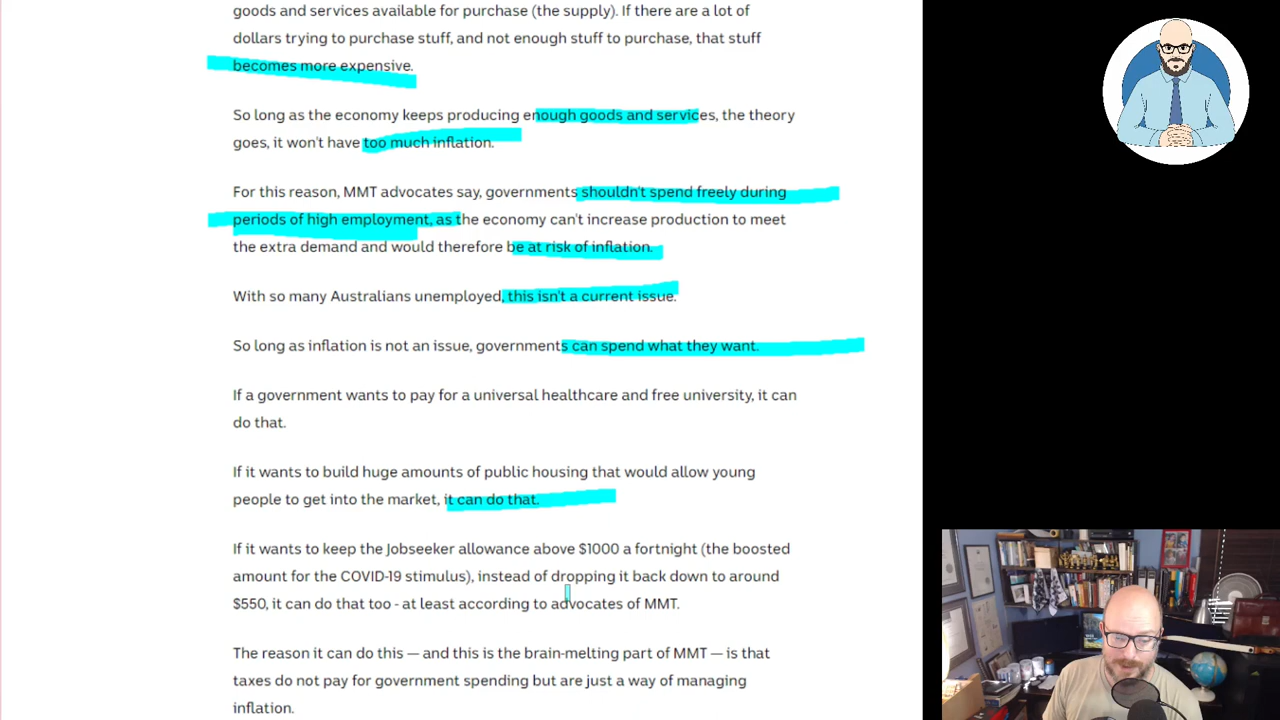 goods and services available for purchase (the supply). If there are a lot of
dollars trying to purchase stuff, and not enough stuff to purchase, that stuff
becomes more expensive.
So long as the economy keeps producing enough goods and services, the theory
goes, it won't have too much inflation.
For this reason, MMT advocates say, governments shouldn't spend freely during
periods of high employment, as the economy can't increase production to meet
the extra demand and would therefore be at risk of inflation.
With so many Australians unemployed, this isn't a current issue.
So long as inflation is not an issue, governments can spend what they want.
If a government wants to pay for a universal healthcare and free university, it can
do that.
If it wants to build huge amounts of public housing that would allow young
people to get into the market, it can do that.
If it wants to keep the Jobseeker allowance above $1000 a fortnight (the boosted
amount for the COVID-19 stimulus), instead of dropping it back down to around
$550, it can do that too - at least according to advocates of MMT.
The reason it can do this — and this is the brain-melting part of MMT — is that
taxes do not pay for government spending but are just a way of managing
inflation.